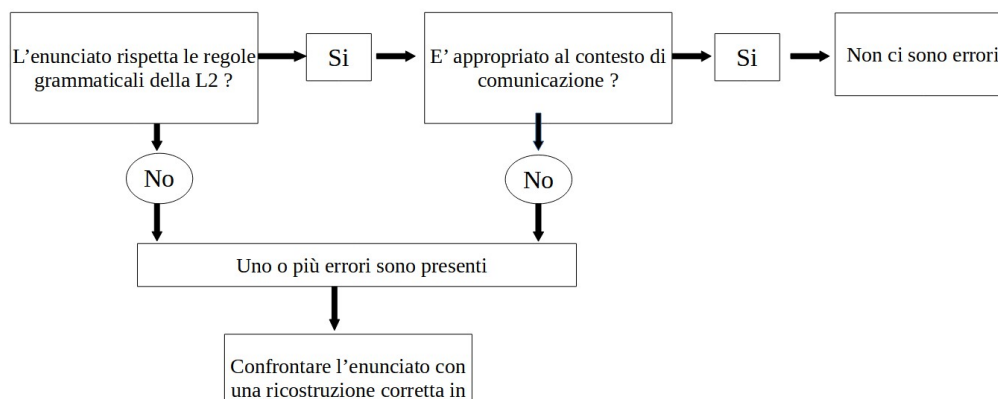 L’enunciato rispetta le regole
grammaticali della L2 ?
Si
E’ appropriato al contesto di
comunicazione ?
Si
Non ci sono errori
No
No
Uno o più errori sono presenti
Confrontare l’enunciato con
una ricostruzione corretta in